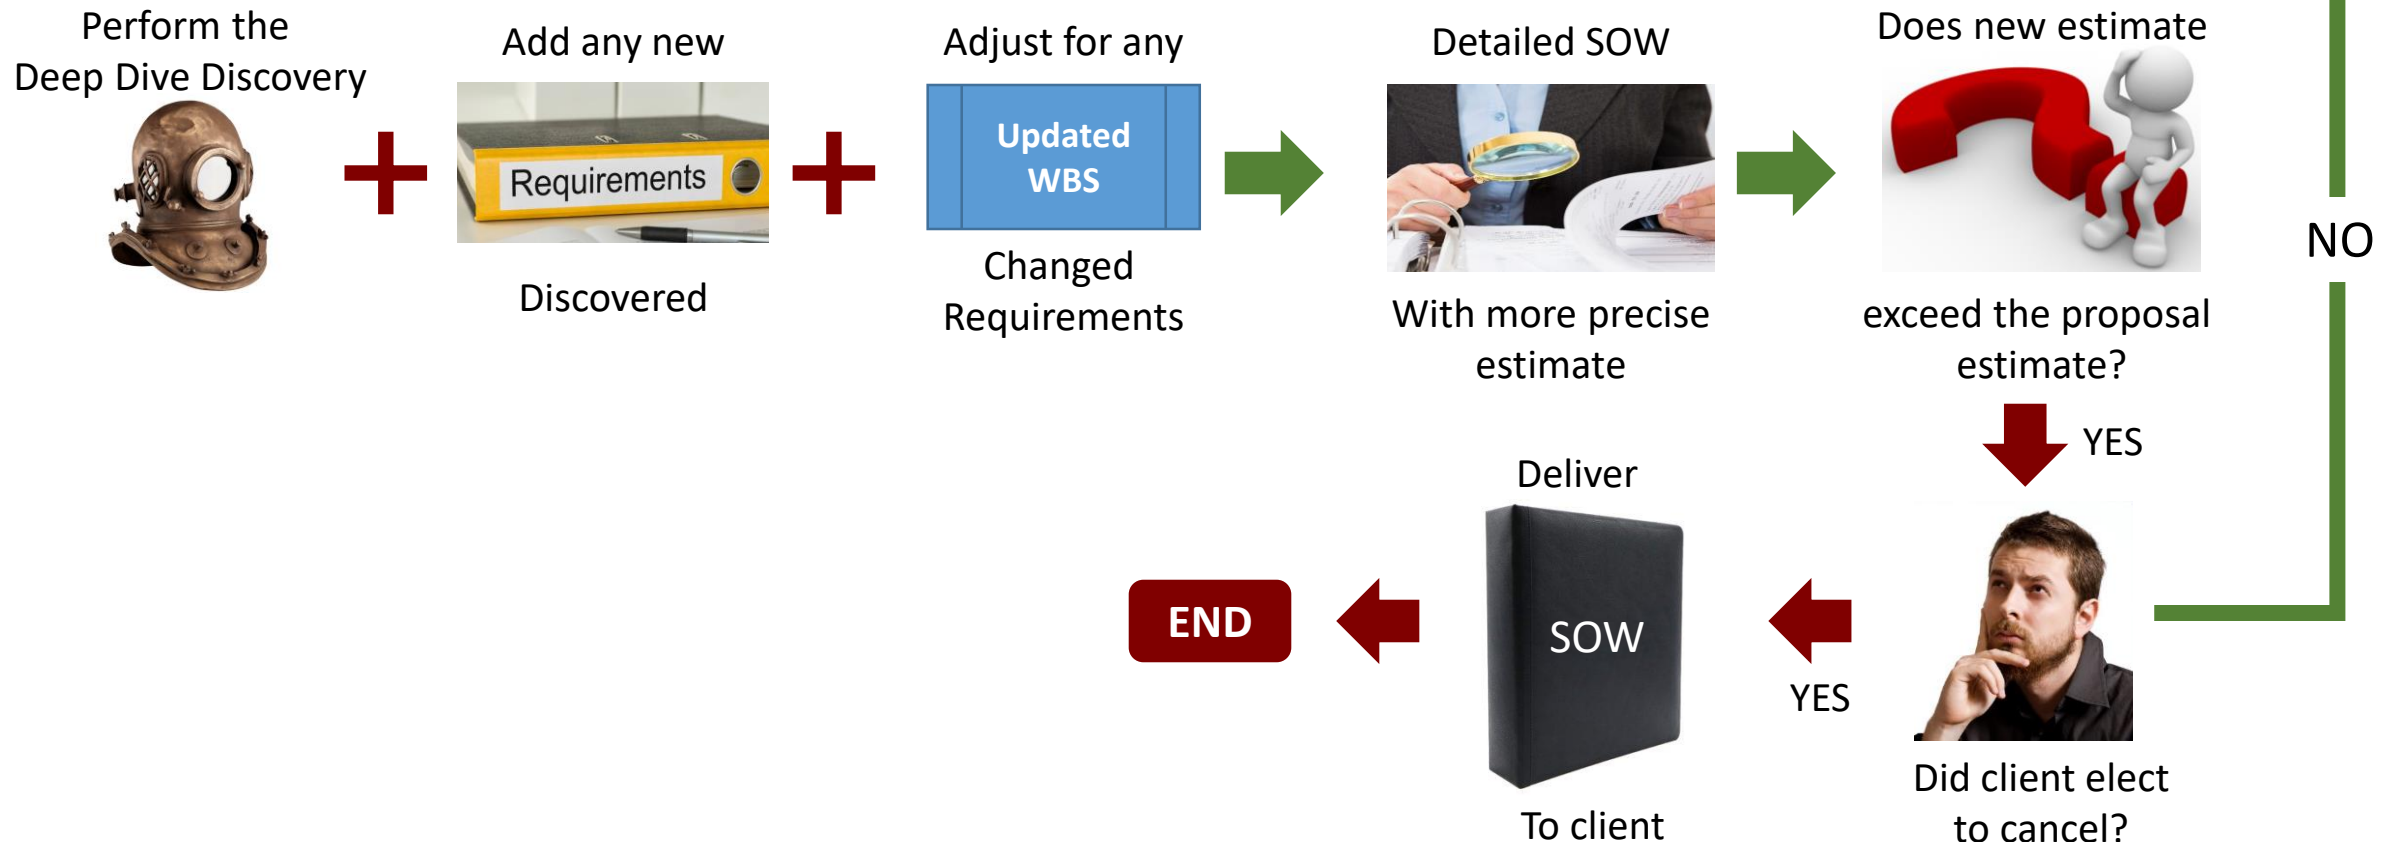 Perform the
Deep Dive Discovery
Add any new
Requirements
Discovered
Adjust for any
Updated
WBS
Changed
Requirements
Detailed SOW
With more precise
estimate
Does new estimate
exceed the proposal
estimate?
NO
YES
Did client elect
to cancel?
YES
Deliver
SOW
To client
END